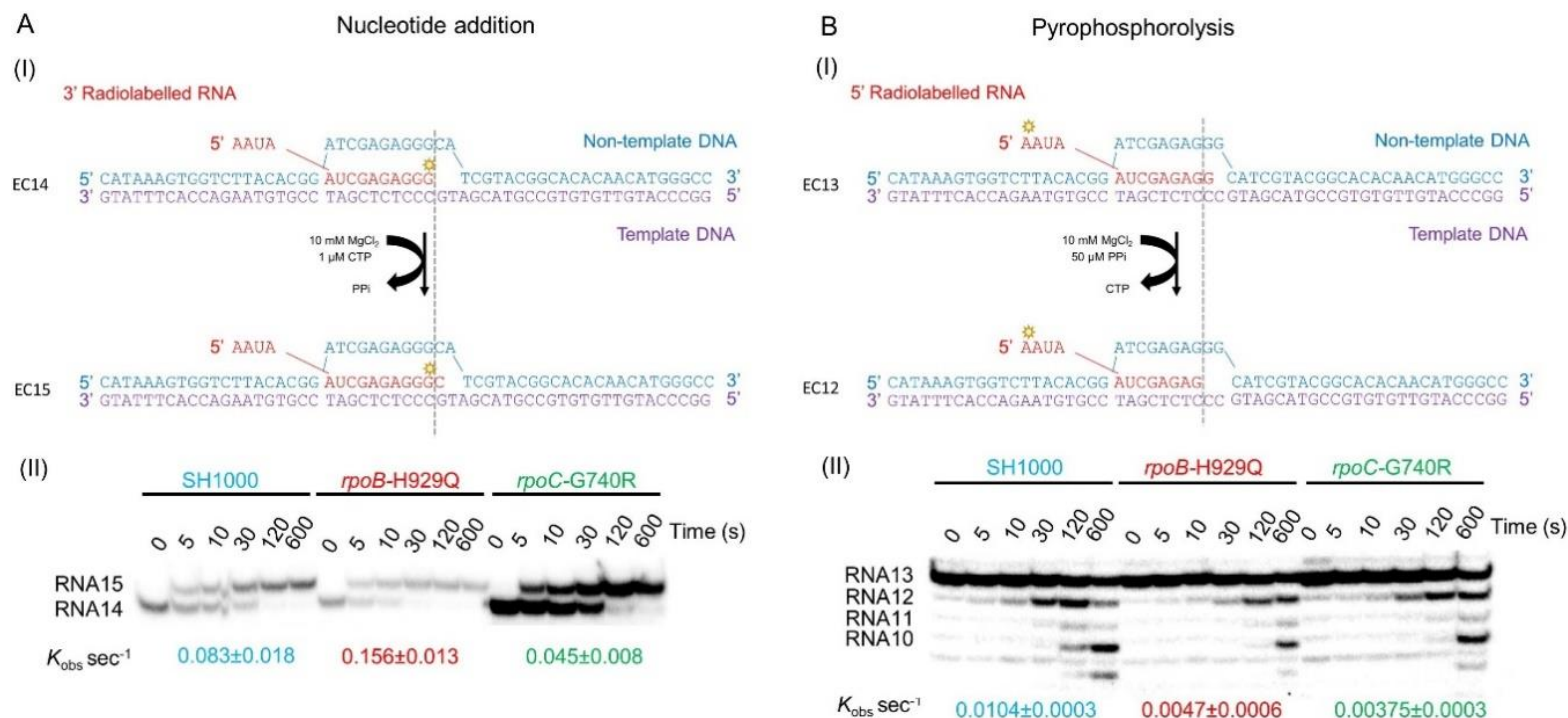 A Nucleotide addition
(I)
3' Radiolabelled RNA
5' AAUA ATCGAGAGGGCA Non-template DNA
EC14 5' CATAAAGTGGTCTTACACGG AUCGAGAGGG TCGTACGGCACACAACATGGGCC 3'
3' GTATTTCACCAGAATGTGCC TAGCTCTCCCGTAGCATGCCGTGTGTTGTACCCGG 5'
Template DNA
10 mM MgCl2
1 µM CTP
PPi
5' AAUA ATCGAGAGGGCA
EC15 5' CATAAAGTGGTCTTACACGG AUCGAGAGGGC TCGTACGGCACACAACATGGGCC 3'
3' GTATTTCACCAGAATGTGCC TAGCTCTCCCGTAGCATGCCGTGTGTTGTACCCGG 5'
(II)
SH1000 rpoB-H929Q rpoC-G740R
0 5 10 30 120 600 0 5 10 30 120 600 0 5 10 30 120 600 Time (s)
RNA15
RNA14
Kobs sec-1 0.083±0.018 0.156±0.013 0.045±0.008
B Pyrophosphorolysis
(I)
5' Radiolabelled RNA
5' AAUA ATCGAGAGGG Non-template DNA
EC13 5' CATAAAGTGGTCTTACACGG AUCGAGAGG CATCGTACGGCACACAACATGGGCC 3'
3' GTATTTCACCAGAATGTGCC TAGCTCTCCC GTAGCATGCCGTGTGTTGTACCCGG 5'
Template DNA
10 mM MgCl2
50 µM PPi
CTP
5' AAUA ATCGAGAGGG
EC12 5' CATAAAGTGGTCTTACACGG AUCGAGAG CATCGTACGGCACACAACATGGGCC 3'
3' GTATTTCACCAGAATGTGCC TAGCTCTCCC GTAGCATGCCGTGTGTTGTACCCGG 5'
(II)
SH1000 rpoB-H929Q rpoC-G740R
0 5 10 30 120 600 0 5 10 30 120 600 0 5 10 30 120 600 Time (s)
RNA13
RNA12
RNA11
RNA10
Kobs sec-1 0.0104±0.0003 0.0047±0.0006 0.00375±0.0003